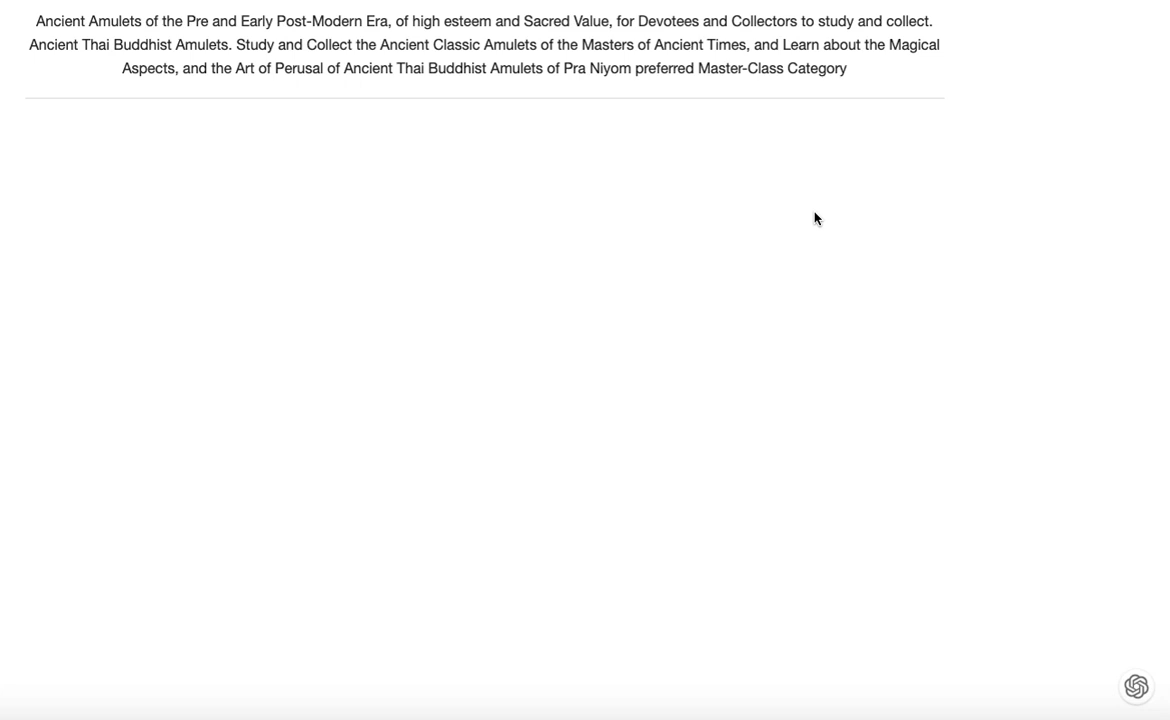 Ancient Amulets of the Pre and Early Post-Modern Era, of high esteem and Sacred Value, for Devotees and Collectors to study and collect.
Ancient Thai Buddhist Amulets. Study and Collect the Ancient Classic Amulets of the Masters of Ancient Times, and Learn about the Magical
Aspects, and the Art of Perusal of Ancient Thai Buddhist Amulets of Pra Niyom preferred Master-Class Category